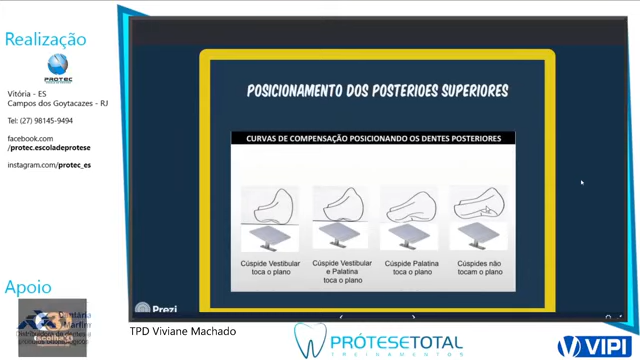 Realização
PROTEC
Vitória - ES
Campos dos Goytacazes - RJ
Tel: (27) 98145-9494
facebook.com
/protec.escoladeprotese
instagram.com/protec_es
Apoio
POSICIONAMENTO DOS POSTERIOES SUPERIORES
CURVAS DE COMPENSAÇÃO POSICIONANDO OS DENTES POSTERIORES
Cúspide Vestibular
toca o plano
Cúspide Vestibular
e Palatina
toca o plano
Cúspide Palatina
toca o plano
Cúspides não
tocam o plano
Prezi
TPD Viviane Machado
PRÓTESETOTAL
TREINAMENTOS
VIPI